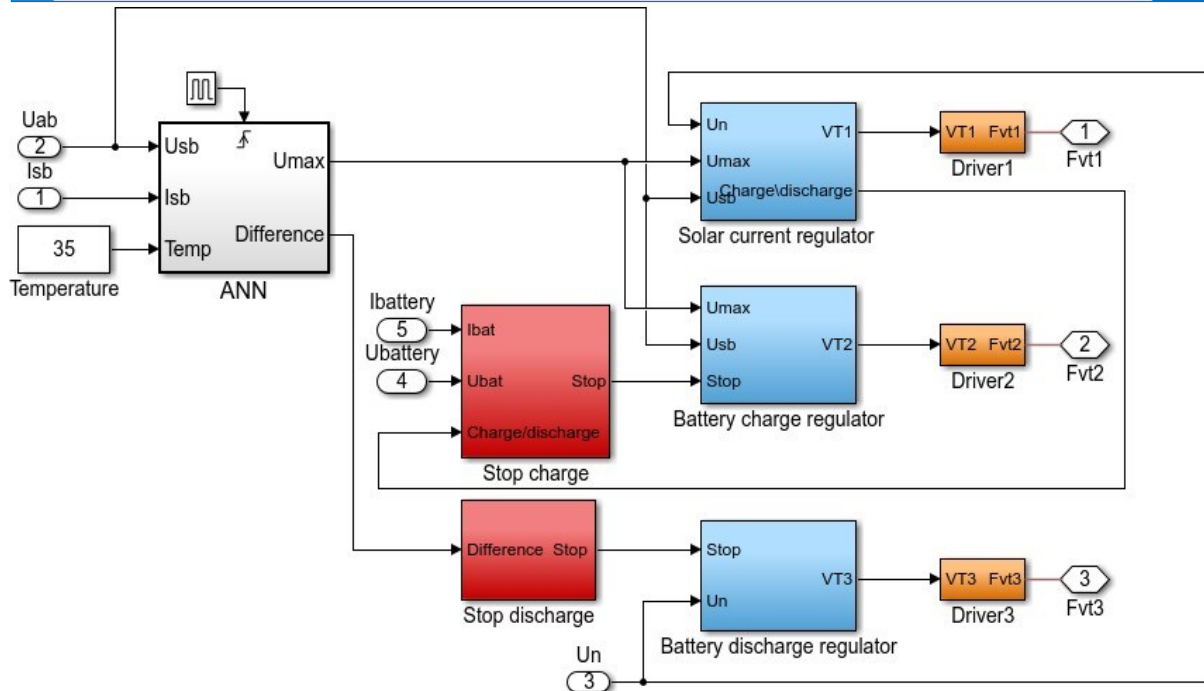 Uab
2
Isb
1
35
Temperature
Usb
Isb
Temp
Umax
Difference
ANN
Un
Umax
Usb
VT1
Charge\discharge
Solar current regulator
VT1 Fvt1
Driver1
1
Fvt1
Ibattery
5
Ubattery
4
Ibat
Ubat
Charge/discharge
Stop
Stop charge
Umax
Usb
Stop
VT2
Battery charge regulator
VT2 Fvt2
Driver2
2
Fvt2
Difference Stop
Stop discharge
Stop
Un
VT3
Battery discharge regulator
VT3 Fvt3
Driver3
3
Fvt3
Un
3